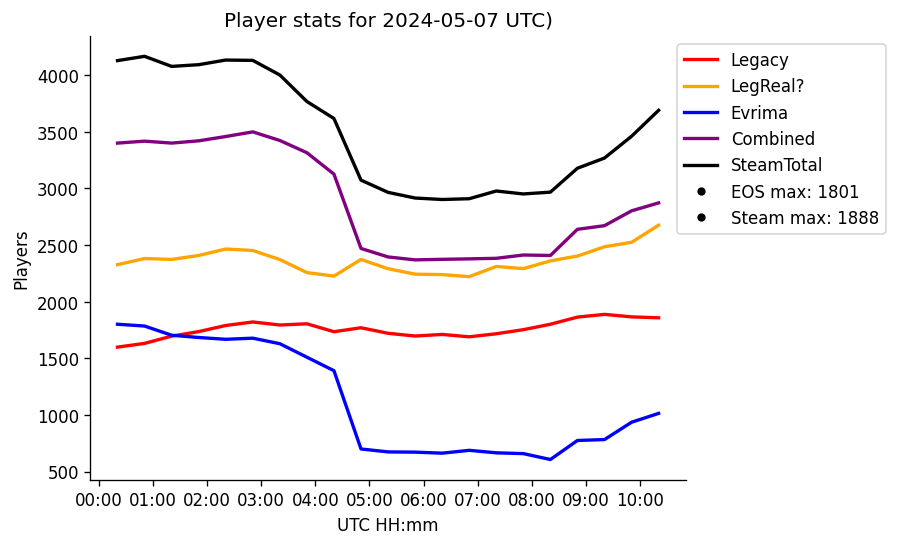 Player stats for 2024-05-07 UTC)
Players
4000
3500
3000
2500
2000
1500
1000
500
00:00 01:00 02:00 03:00 04:00 05:00 06:00 07:00 08:00 09:00 10:00
UTC HH:mm
Legacy
LegReal?
Evrima
Combined
SteamTotal
EOS max: 1801
Steam max: 1888